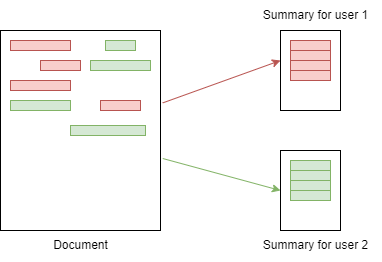 Summary for user 1
Document
Summary for user 2